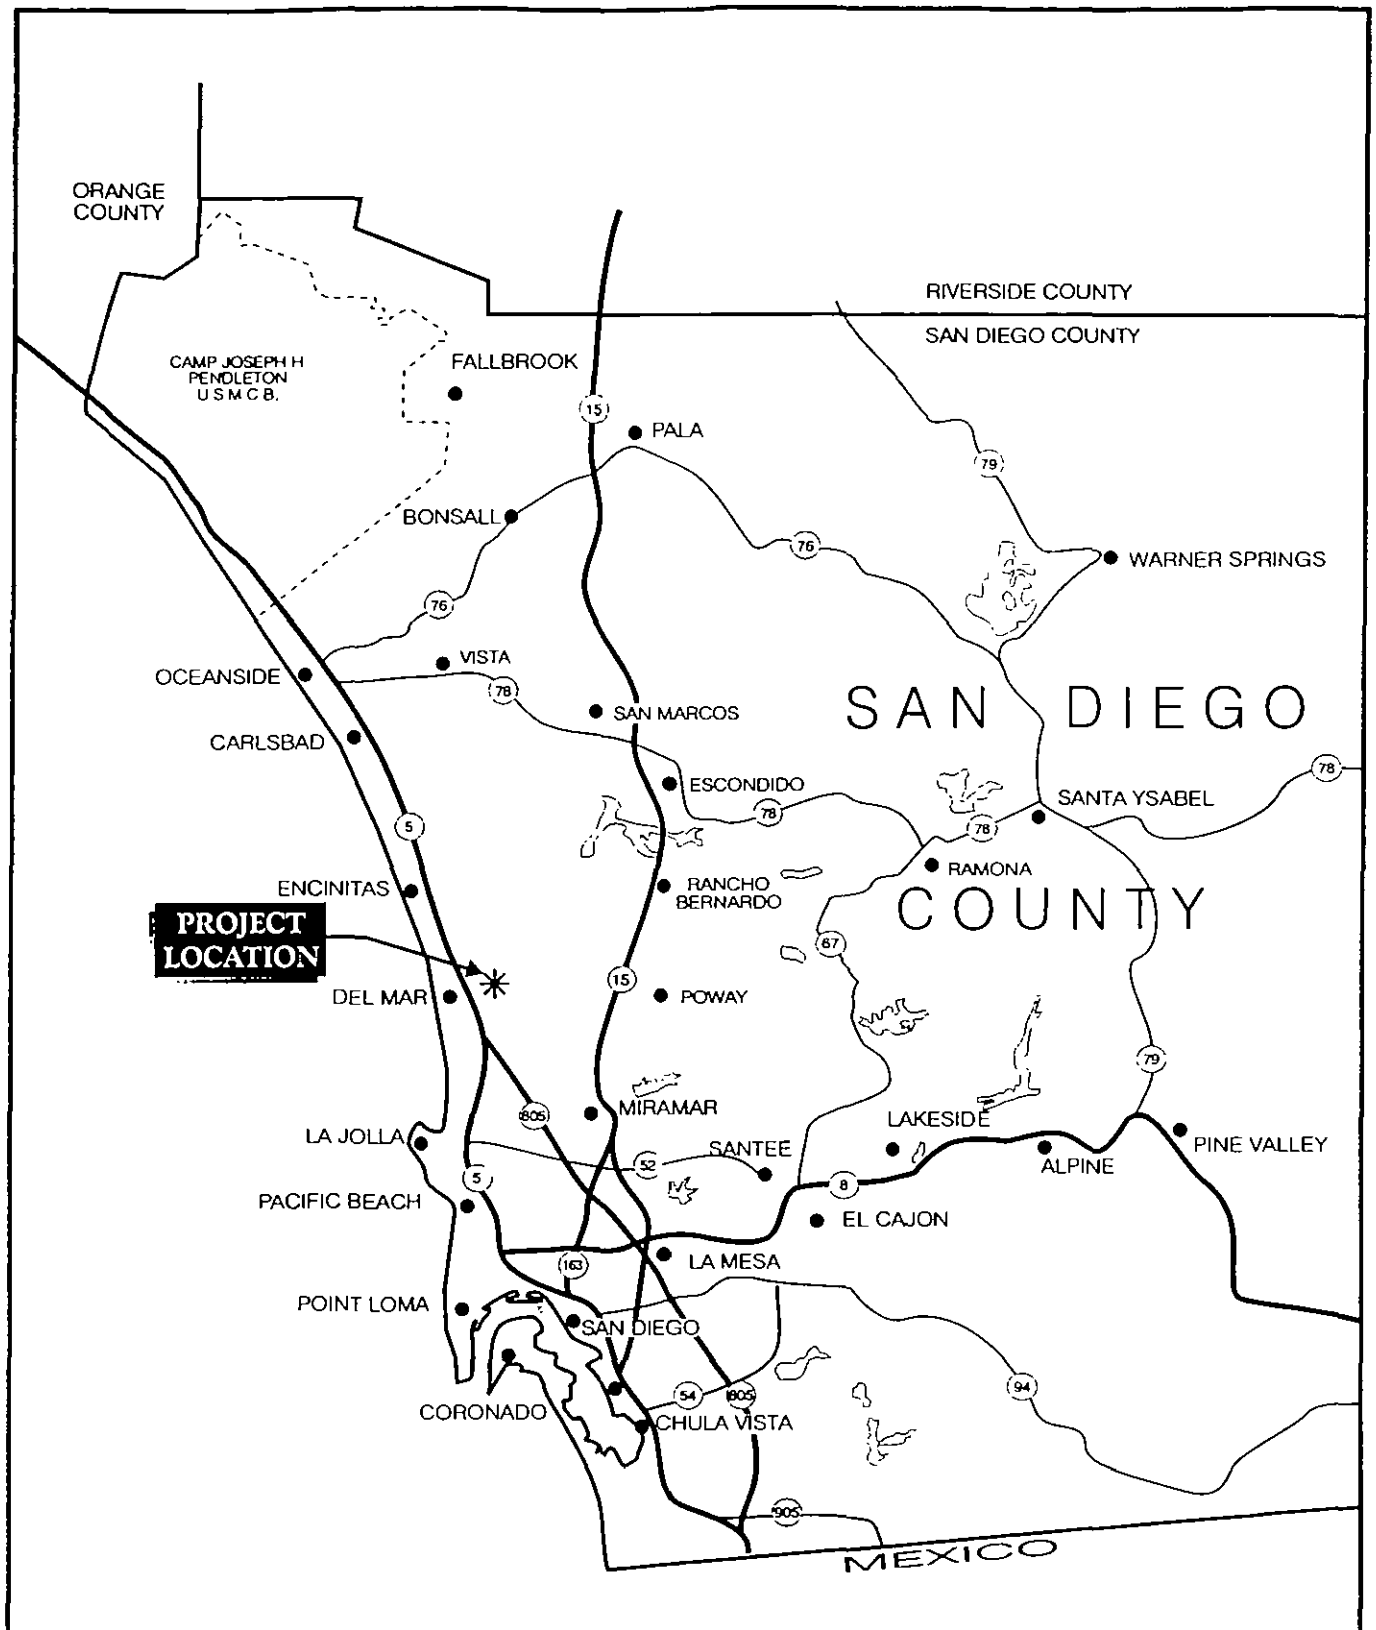 ORANGE
COUNTY
RIVERSIDE COUNTY
SAN DIEGO COUNTY
CAMP JOSEPH H
PENDLETON
U S M C B.
FALLBROOK
15
PALA
79
BONSALL
76
WARNER SPRINGS
76
VISTA
OCEANSIDE
78
SAN MARCOS
SAN DIEGO
CARLSBAD
78
ESCONDIDO
SANTA YSABEL
78
78
5
RAMONA
ENCINITAS
RANCHO
BERNARDO
COUNTY
PROJECT
LOCATION
67
15
DEL MAR
POWAY
79
805
MIRAMAR
LAKESIDE
LA JOLLA
SANTEE
PINE VALLEY
52
ALPINE
5
8
PACIFIC BEACH
EL CAJON
163
LA MESA
POINT LOMA
SAN DIEGO
54
805
94
CORONADO
CHULA VISTA
905
MEXICO